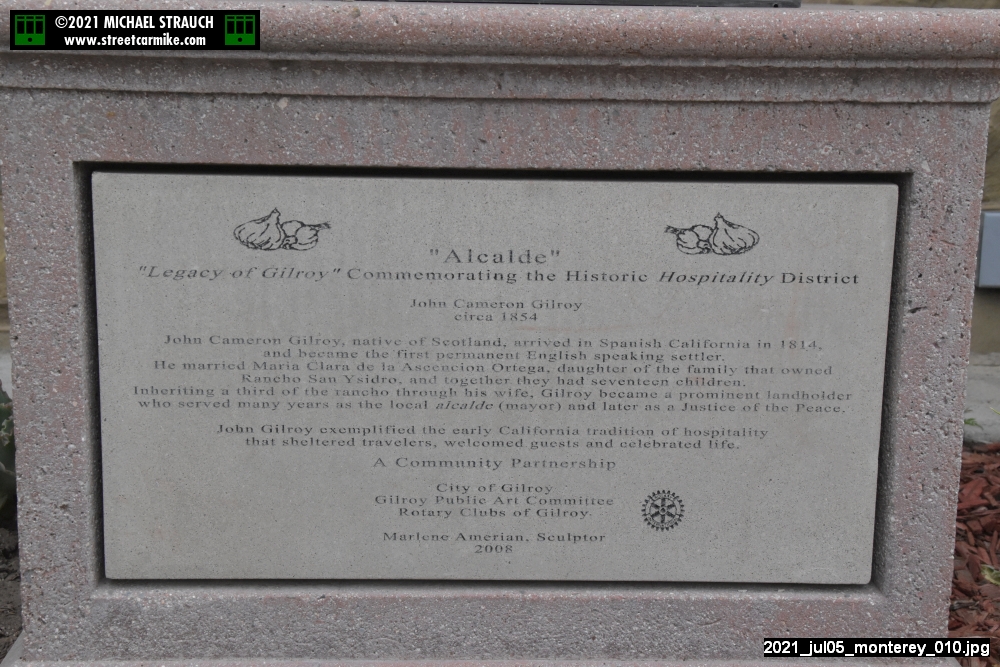 ©2021 MICHAEL STRAUCH
www.streetcarmike.com
"Alcalde"
"Legacy of Gilroy" Commemorating the Historic Hospitality District
John Cameron Gilroy
circa 1854
John Cameron Gilroy, native of Scotland, arrived in Spanish California in 1814,
and became the first permanent English speaking settler.
He married Maria Clara de la Ascencion Ortega, daughter of the family that owned
Rancho San Ysidro, and together they had seventeen children.
Inheriting a third of the rancho through his wife, Gilroy became a prominent landholder
who served many years as the local alcalde (mayor) and later as a Justice of the Peace.
John Gilroy exemplified the early California tradition of hospitality
that sheltered travelers, welcomed guests and celebrated life.
A Community Partnership
City of Gilroy
Gilroy Public Art Committee
Rotary Clubs of Gilroy
Marlene Amerian, Sculptor
2008
2021_jul05_monterey_010.jpg